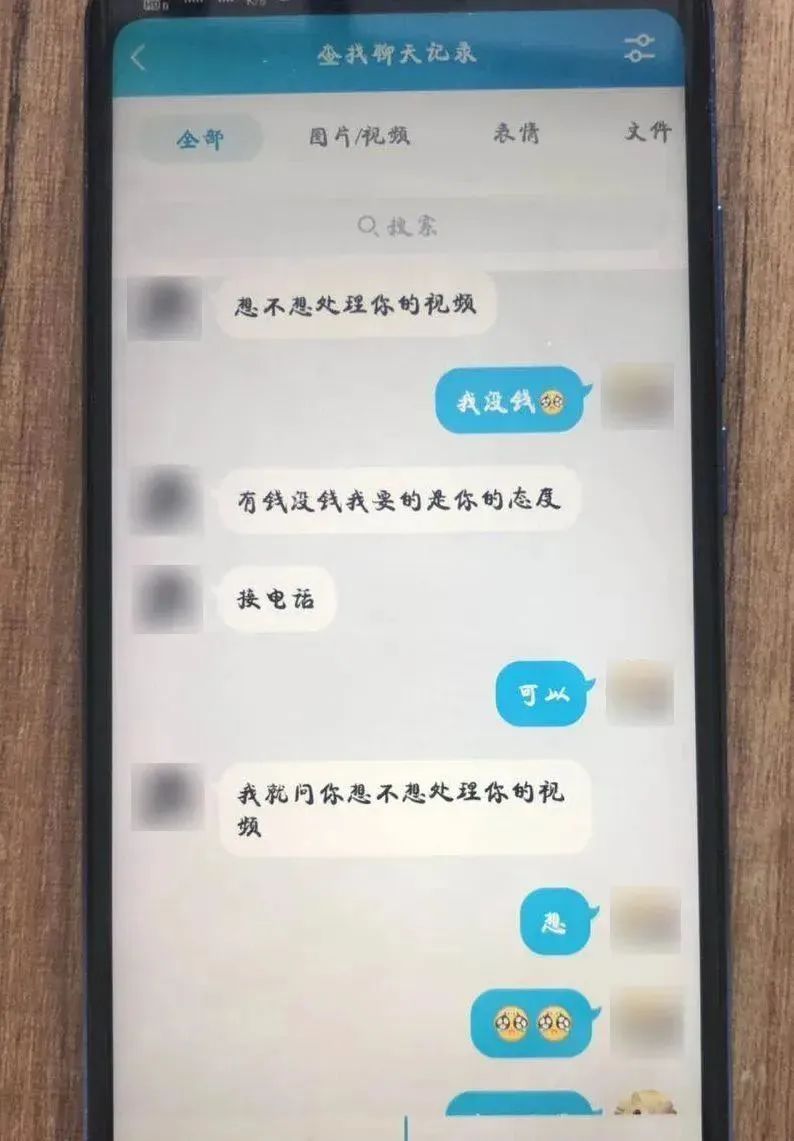 查找聊天记录
全部 图片/视频 表情 文件
搜索
想不想处理你的视频
我没钱🥺
有钱没钱我要的是你的态度
接电话
可以
我就问你想不想处理你的视
频
想
🥺🥺